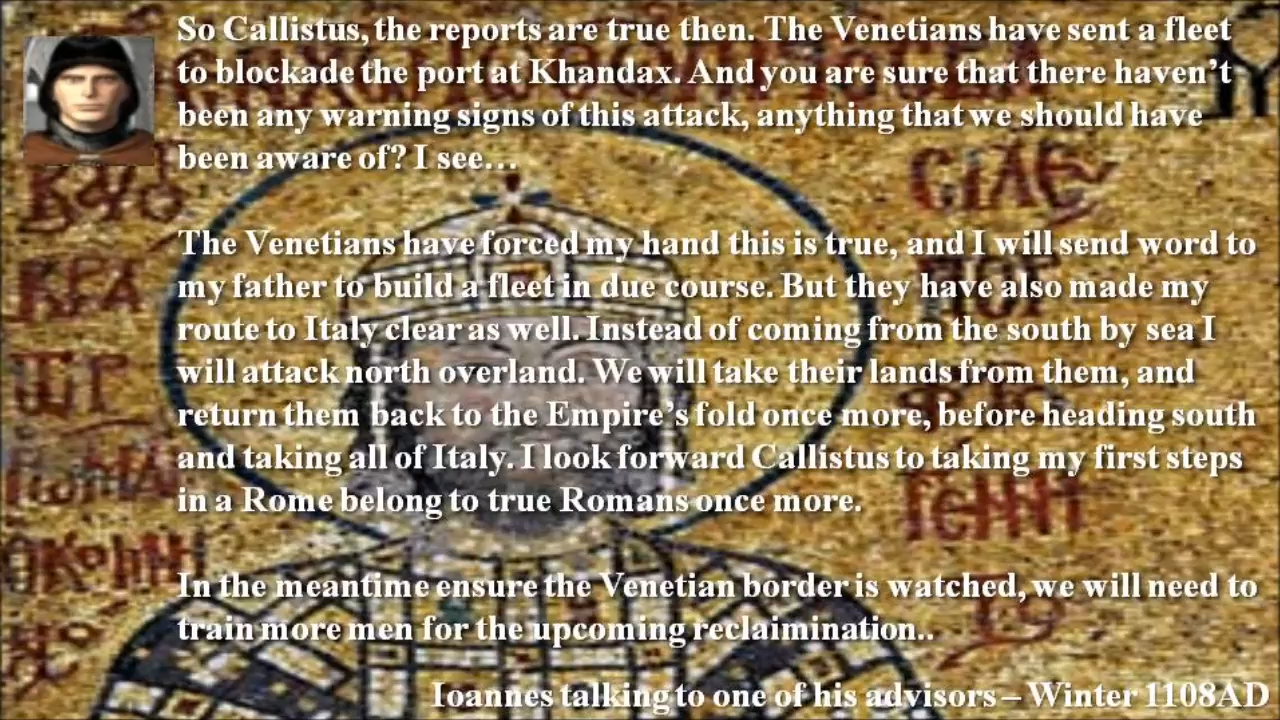 So Callistus, the reports are true then. The Venetians have sent a fleet
to blockade the port at Khandax. And you are sure that there haven't
been any warning signs of this attack, anything that we should have
been aware of? I see...
The Venetians have forced my hand this is true, and I will send word to
my father to build a fleet in due course. But they have also made my
route to Italy clear as well. Instead of coming from the south by sea I
will attack north overland. We will take their lands from them, and
return them back to the Empire's fold once more, before heading south
and taking all of Italy. I look forward Callistus to taking my first steps
in a Rome belong to true Romans once more.
In the meantime ensure the Venetian border is watched, we will need to
train more men for the upcoming reclaimination..
Ioannes talking to one of his advisors – Winter 1108AD